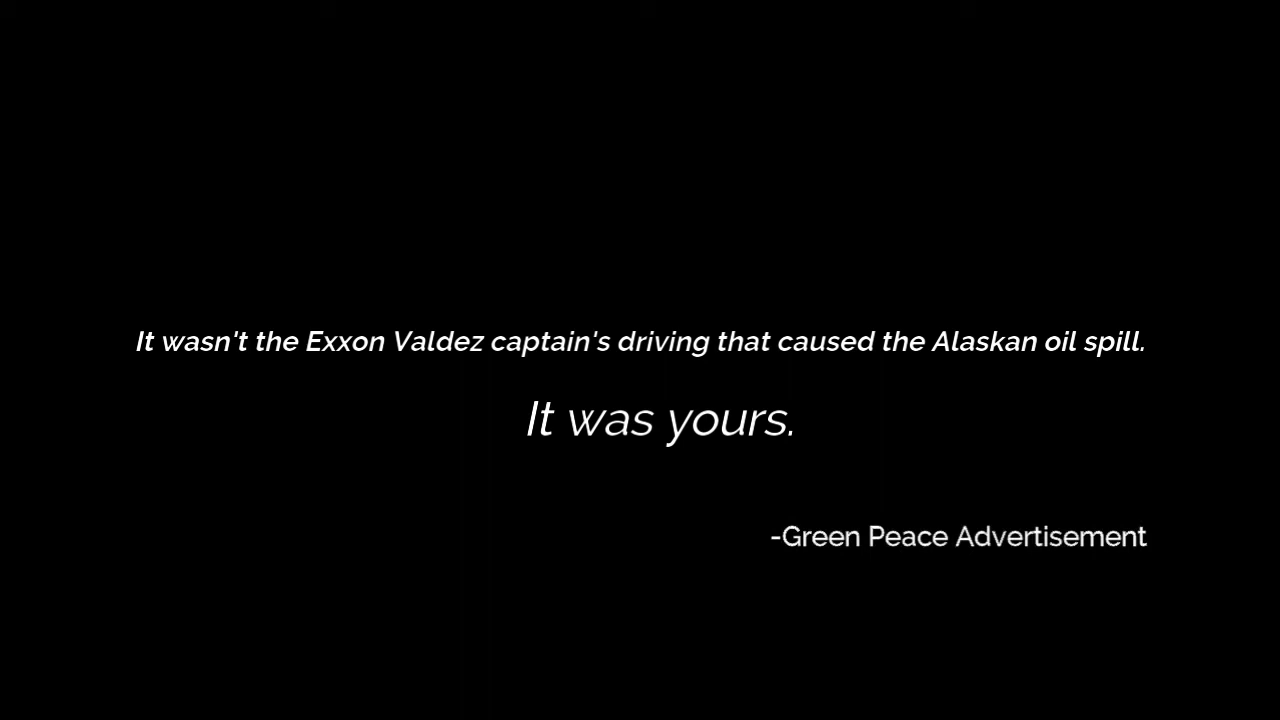 It wasn't the Exxon Valdez captain's driving that caused the Alaskan oil spill.
It was yours.
-Green Peace Advertisement